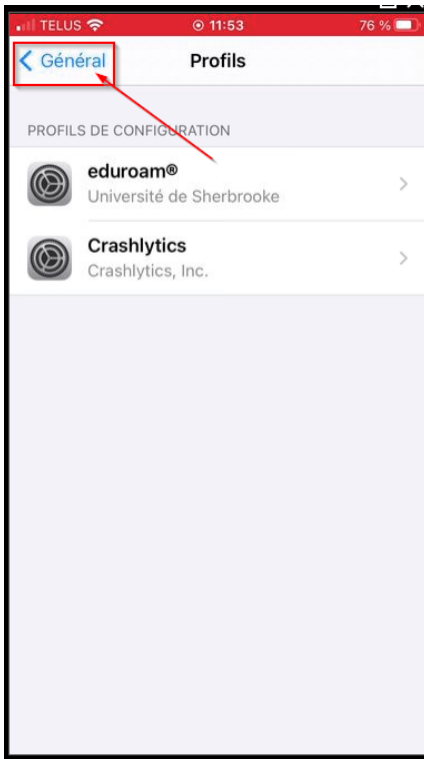 TELUS 11:53 76 %
Général Profils
PROFILS DE CONFIGURATION
eduroam®
Université de Sherbrooke
Crashlytics
Crashlytics, Inc.